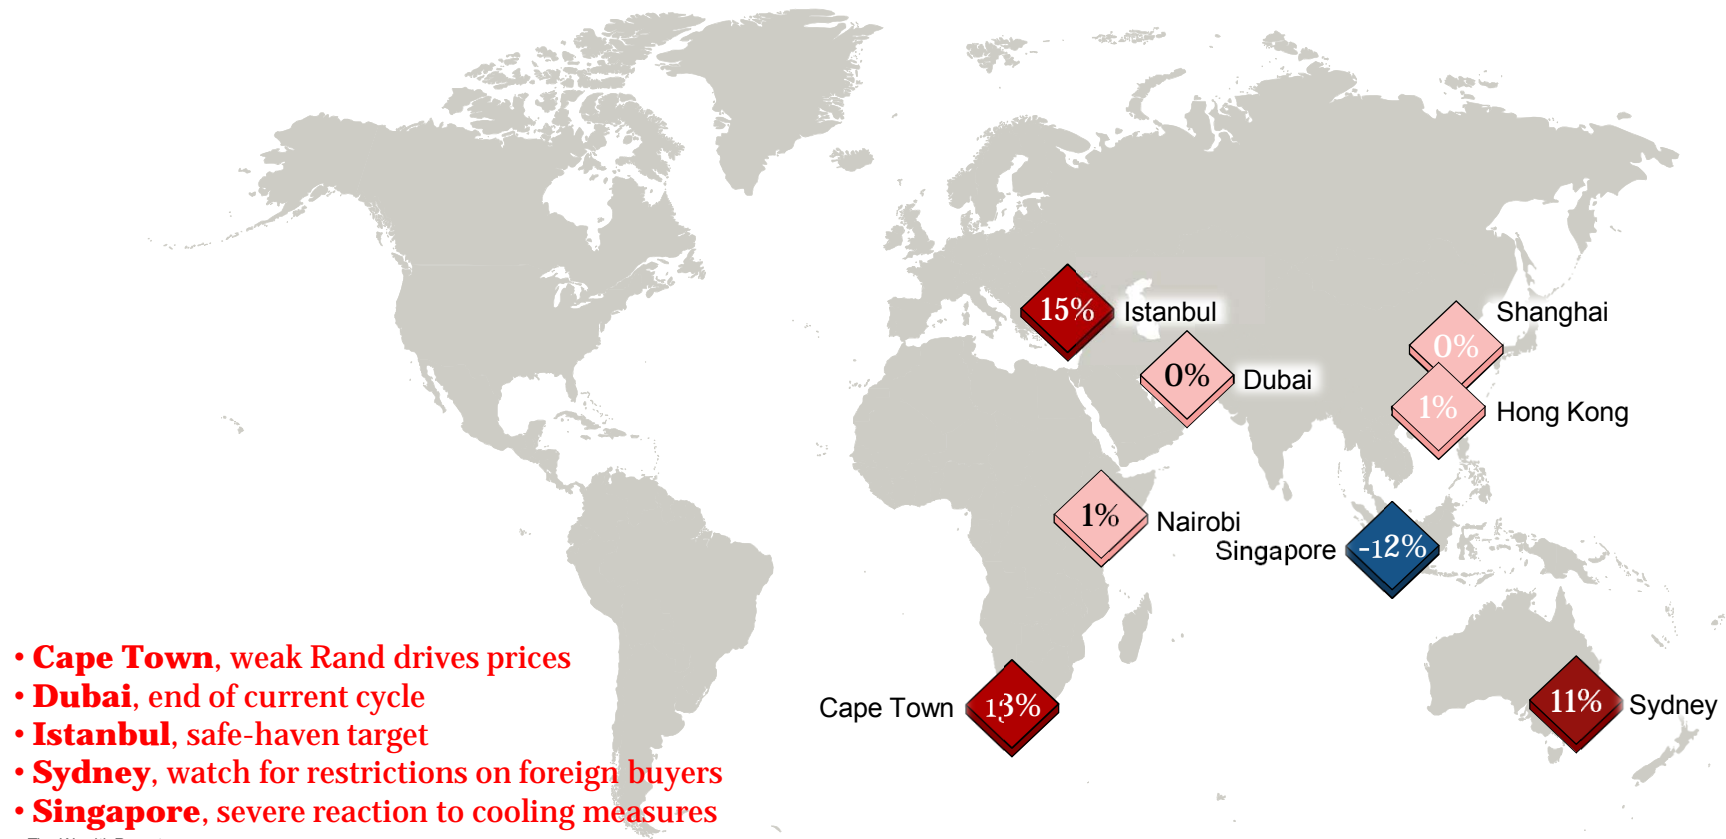 15% Istanbul
Shanghai
0%
0% Dubai
1% Hong Kong
1% Nairobi
Singapore -12%
Cape Town 13%
11% Sydney
• Cape Town, weak Rand drives prices
• Dubai, end of current cycle
• Istanbul, safe-haven target
• Sydney, watch for restrictions on foreign buyers
• Singapore, severe reaction to cooling measures